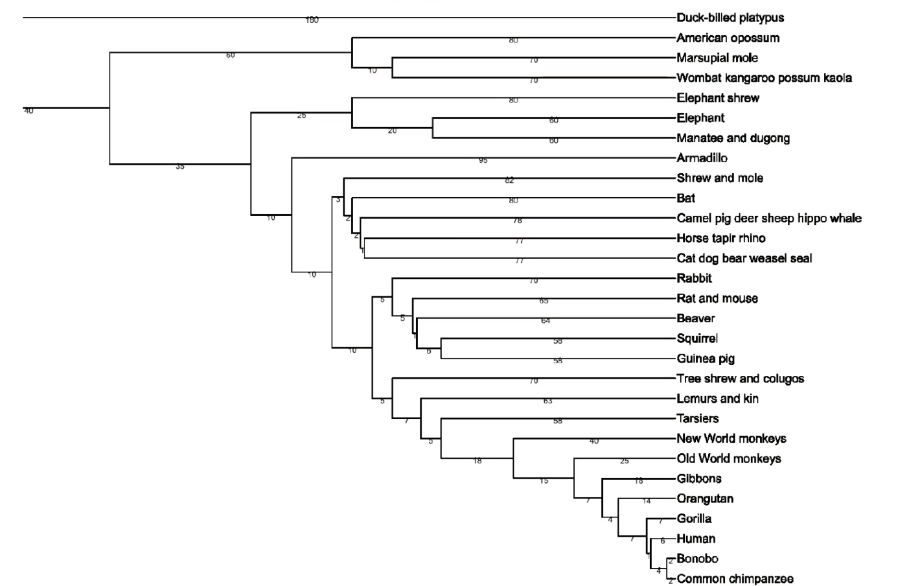 180 Duck-billed platypus
80 American opossum
60
70 Marsupial mole
10
70 Wombat kangaroo possum kaola
80 Elephant shrew
40
25
60 Elephant
20
60 Manatee and dugong
95 Armadillo
35
82 Shrew and mole
3
80 Bat
10
2
78 Camel pig deer sheep hippo whale
2
77 Horse tapir rhino
1
77 Cat dog bear weasel seal
10
70 Rabbit
5
65 Rat and mouse
5
64 Beaver
1
58 Squirrel
10
6
58 Guinea pig
70 Tree shrew and colugos
5
63 Lemurs and kin
7
58 Tarsiers
5
40 New World monkeys
18
25 Old World monkeys
15
18 Gibbons
7
14 Orangutan
4
7 Gorilla
7
6 Human
2 Bonobo
4
2 Common chimpanzee